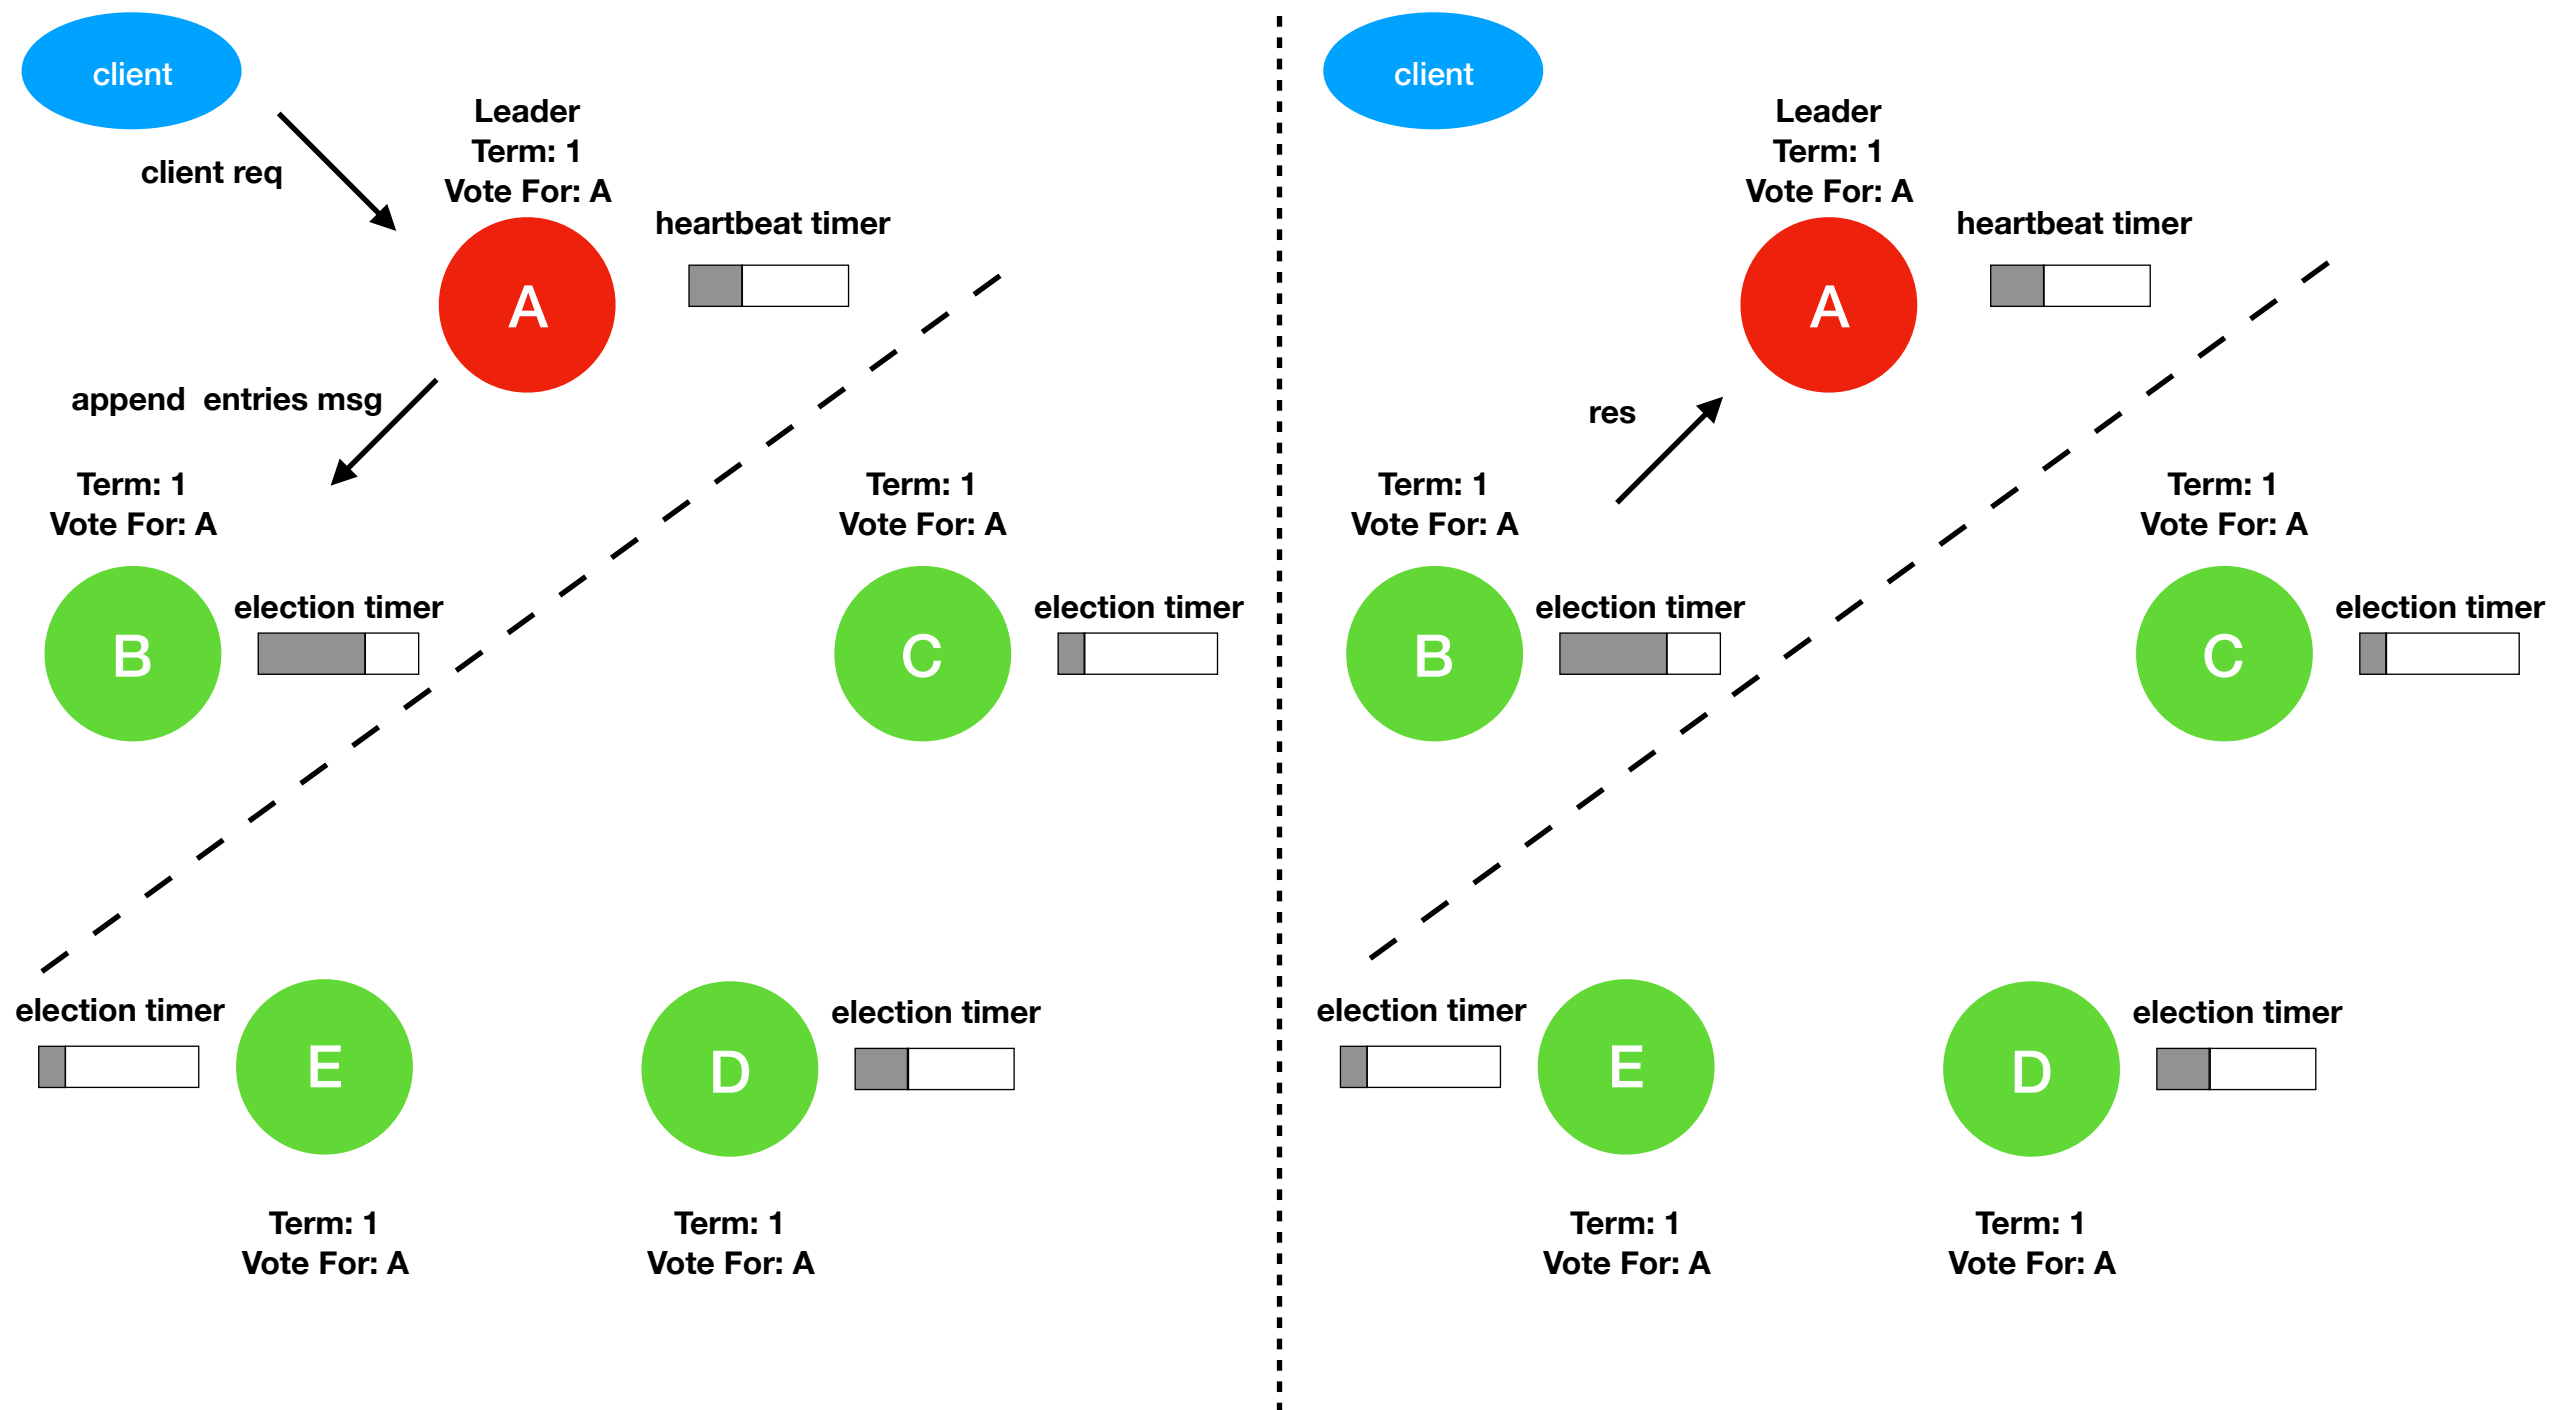 client
client req
Leader
Term: 1
Vote For: A
heartbeat timer
A
append  entries msg
Term: 1
Vote For: A
B
election timer
Term: 1
Vote For: A
C
election timer
election timer
E
Term: 1
Vote For: A
D
election timer
Term: 1
Vote For: A
client
Leader
Term: 1
Vote For: A
heartbeat timer
A
res
Term: 1
Vote For: A
B
election timer
Term: 1
Vote For: A
C
election timer
election timer
E
Term: 1
Vote For: A
D
election timer
Term: 1
Vote For: A